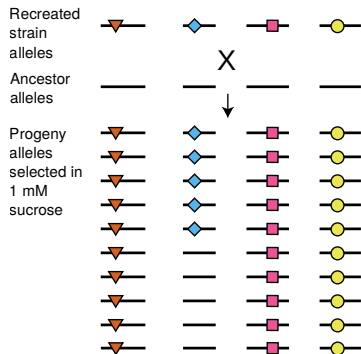 Recreated
strain
alleles
X
Ancestor
alleles
Progeny
alleles
selected in
1 mM
sucrose